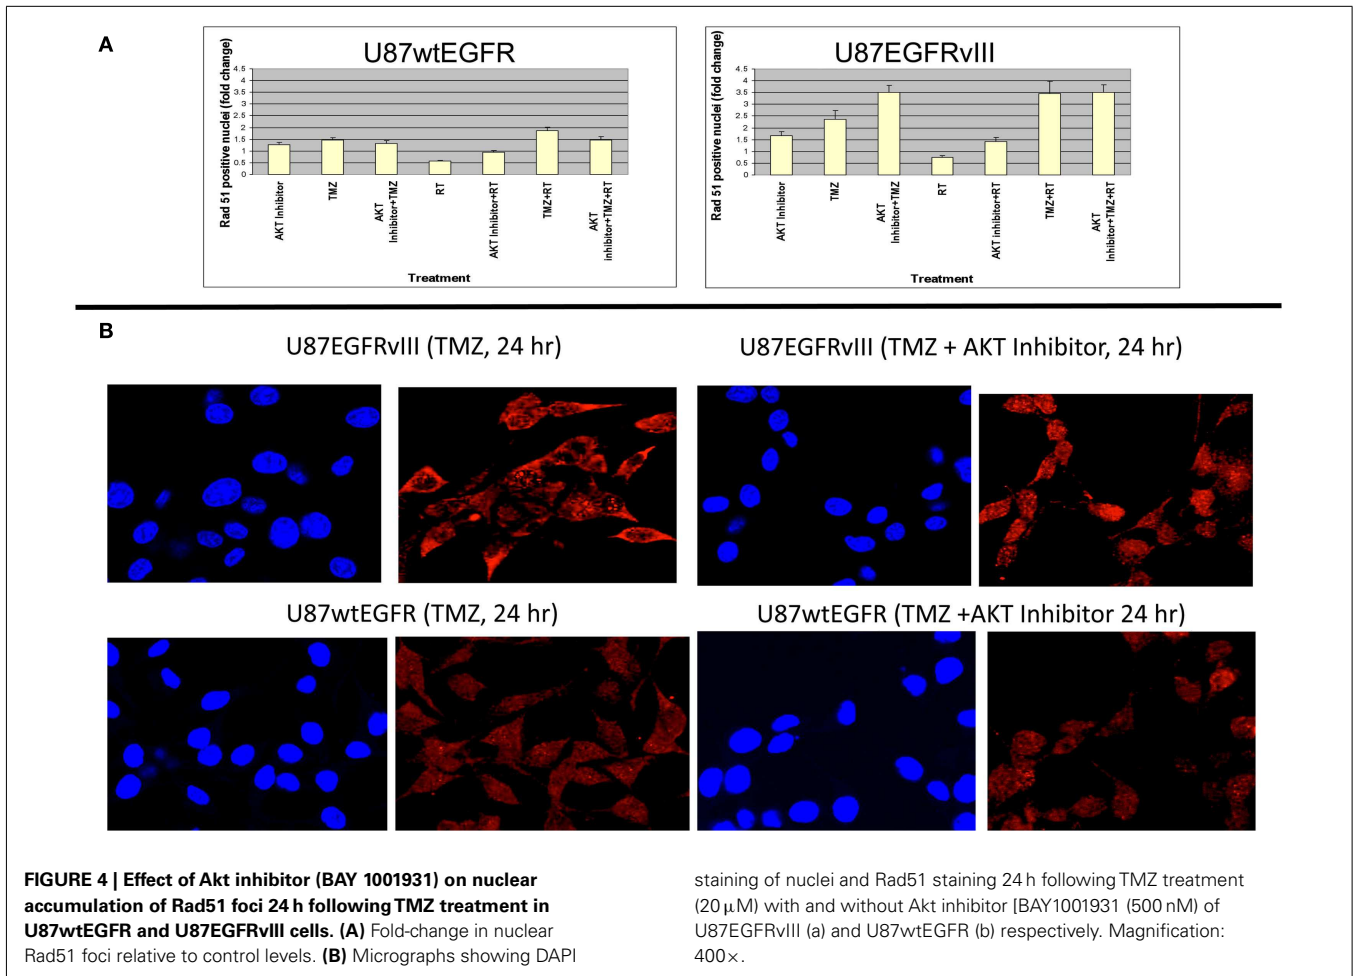 A
U87wtEGFR
Rad 51 positive nuclei (fold change)
4.5
4
3.5
3
2.5
2
1.5
1
0.5
0
AKT Inhibitor
TMZ
AKT
Inhibitor+TMZ
RT
AKT Inhibitor+RT
TMZ+RT
AKT
inhibitor+TMZ+RT
Treatment
U87EGFRvIII
Rad 51 positive nuclei (fold change)
4.5
4
3.5
3
2.5
2
1.5
1
0.5
0
AKT Inhibitor
TMZ
AKT
Inhibitor+TMZ
RT
AKT inhibitor+RT
TMZ+RT
AKT
Inhibitor+TMZ+RT
Treatment
B
U87EGFRvIII (TMZ, 24 hr)
U87EGFRvIII (TMZ + AKT Inhibitor, 24 hr)
U87wtEGFR (TMZ, 24 hr)
U87wtEGFR (TMZ +AKT Inhibitor 24 hr)
FIGURE 4 | Effect of Akt inhibitor (BAY 1001931) on nuclear
accumulation of Rad51 foci 24 h following TMZ treatment in
U87wtEGFR and U87EGFRvIII cells. (A) Fold-change in nuclear
Rad51 foci relative to control levels. (B) Micrographs showing DAPI
staining of nuclei and Rad51 staining 24 h following TMZ treatment
(20 μM) with and without Akt inhibitor [BAY1001931 (500 nM) of
U87EGFRvIII (a) and U87wtEGFR (b) respectively. Magnification:
400×.